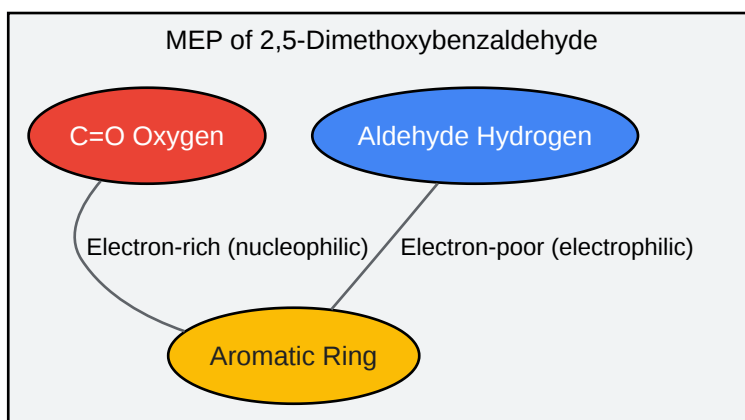 MEP of 2,5-Dimethoxybenzaldehyde
C=O Oxygen
Aldehyde Hydrogen
Electron-rich (nucleophilic)
Electron-poor (electrophilic)
Aromatic Ring